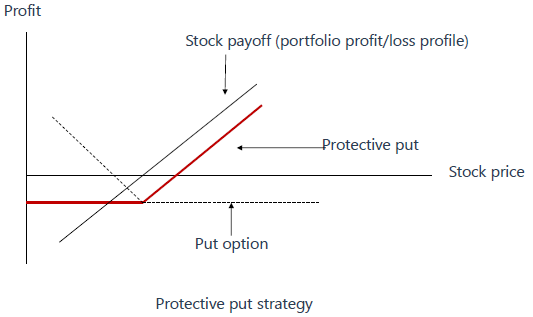 Profit
Stock payoff (portfolio profit/loss profile)
Protective put
Stock price
Put option
Protective put strategy